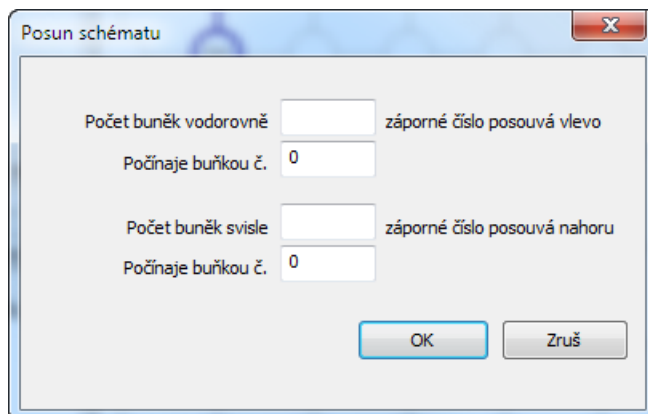 Posun schématu
Počet buněk vodorovně záporné číslo posouvá vlevo
Počínaje buňkou č. 0
Počet buněk svisle záporné číslo posouvá nahoru
Počínaje buňkou č. 0
OK Zruš